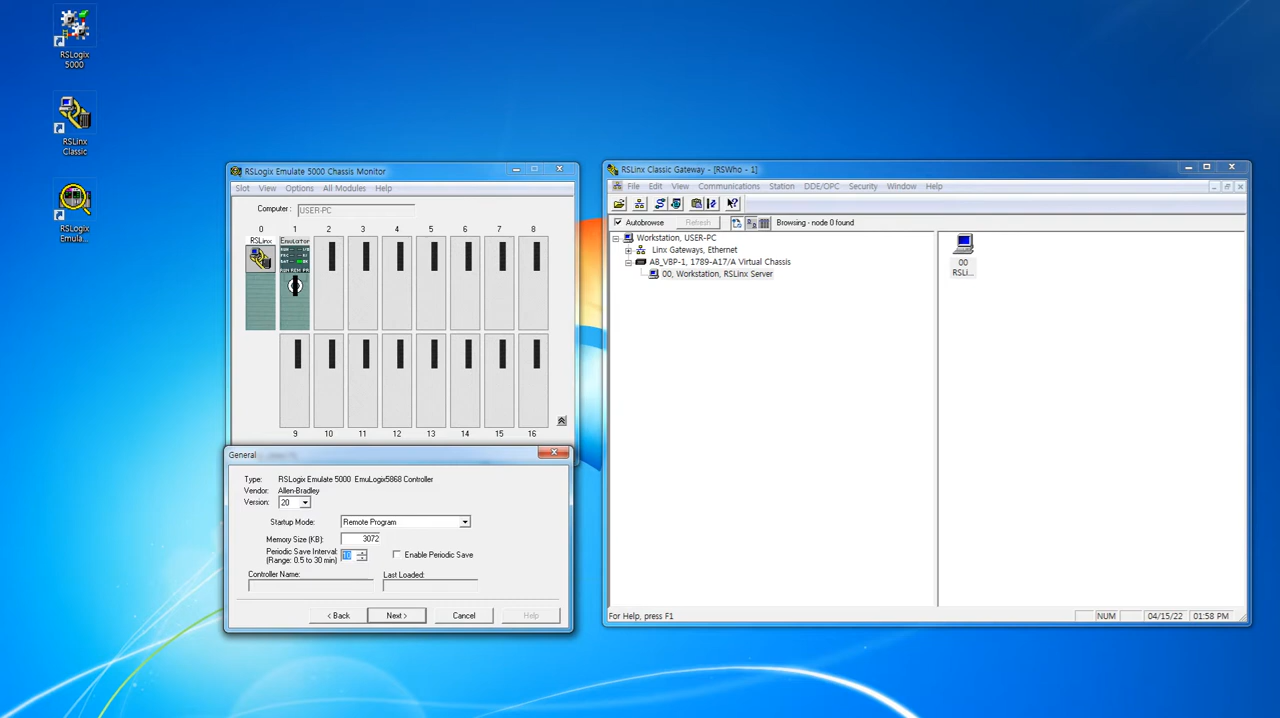 RSLogix
5000
RSLinx
Classic
RSLogix
Emula...
RSLogix Emulate 5000 Chassis Monitor
Slot View Options All Modules Help
Computer : USER-PC
0 1 2 3 4 5 6 7 8
RSLinx Emulator
RUN REM PR
9 10 11 12 13 14 15 16
General
Type: RSLogix Emulate 5000 EmuLogix5868 Controller
Vendor: Allen-Bradley
Version: 20
Startup Mode: Remote Program
Memory Size (KB): 3072
Periodic Save Interval: 10
(Range: 0.5 to 30 min)
Enable Periodic Save
Controller Name: Last Loaded:
< Back Next > Cancel Help
RSLinx Classic Gateway - [RSWho - 1]
File Edit View Communications Station DDE/OPC Security Window Help
Autobrowse Refresh Browsing - node 0 found
Workstation, USER-PC
Linx Gateways, Ethernet
AB_VBP-1, 1789-A17/A Virtual Chassis
00, Workstation, RSLinx Server
00
RSLi...
For Help, press F1 NUM 04/15/22 01:58 PM